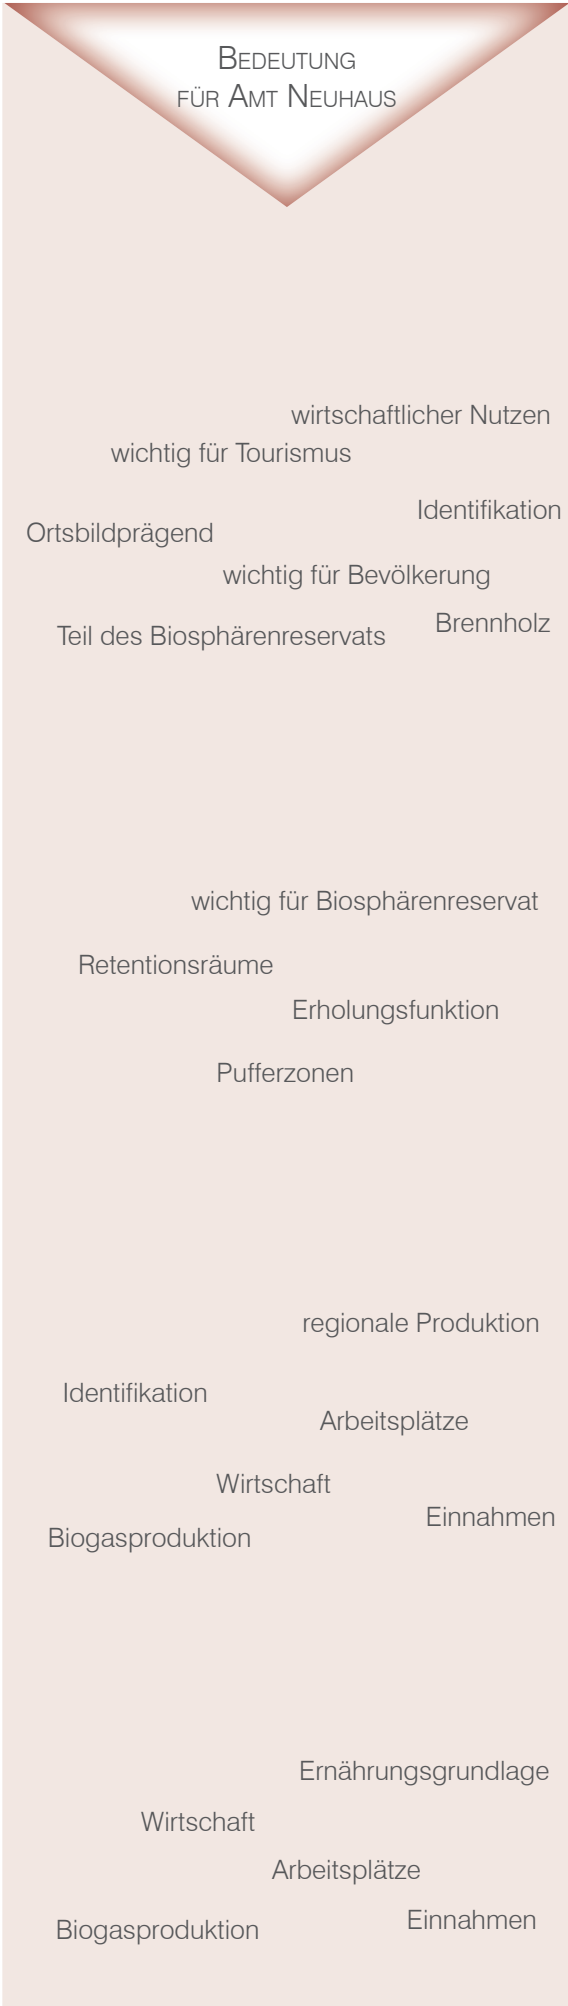 Bedeutung
für Amt Neuhaus
wirtschaftlicher Nutzen
wichtig für Tourismus
Identifikation
Ortsbildprägend
wichtig für Bevölkerung
Brennholz
Teil des Biosphärenreservats
wichtig für Biosphärenreservat
Retentionsräume
Erholungsfunktion
Pufferzonen
regionale Produktion
Identifikation
Arbeitsplätze
Wirtschaft
Einnahmen
Biogasproduktion
Ernährungsgrundlage
Wirtschaft
Arbeitsplätze
Einnahmen
Biogasproduktion